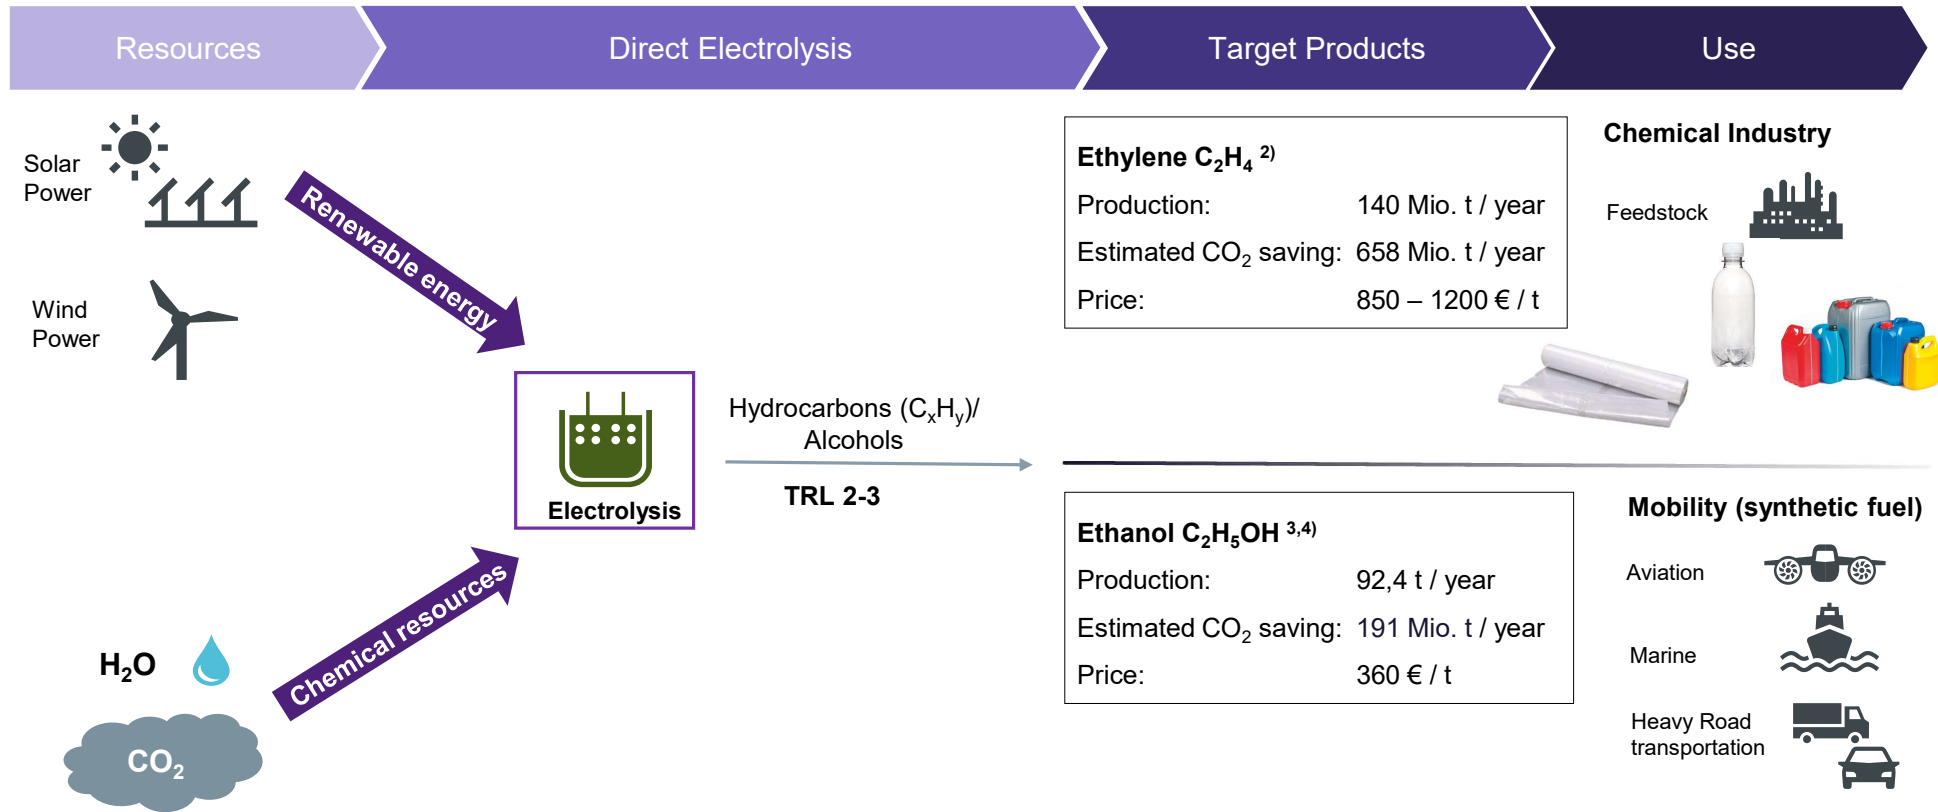 Resources
Direct Electrolysis
Target Products
Use
Solar
Power
Wind
Power
Renewable energy
Chemical resources
H₂O
CO₂
Electrolysis
Hydrocarbons (CₓHᵧ)/
Alcohols
TRL 2-3
Ethylene C₂H₄ ²⁾
Production: 140 Mio. t / year
Estimated CO₂ saving: 658 Mio. t / year
Price: 850 – 1200 € / t
Chemical Industry
Feedstock
Ethanol C₂H₅OH ³,⁴⁾
Production: 92,4 t / year
Estimated CO₂ saving: 191 Mio. t / year
Price: 360 € / t
Mobility (synthetic fuel)
Aviation
Marine
Heavy Road
transportation